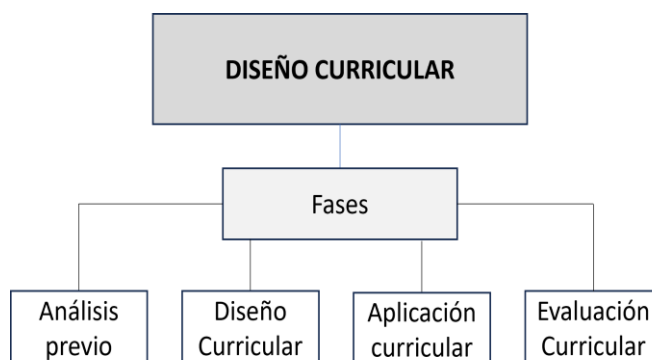 DISEÑO CURRICULAR
Fases
Análisis
previo
Diseño
Curricular
Aplicación
curricular
Evaluación
Curricular